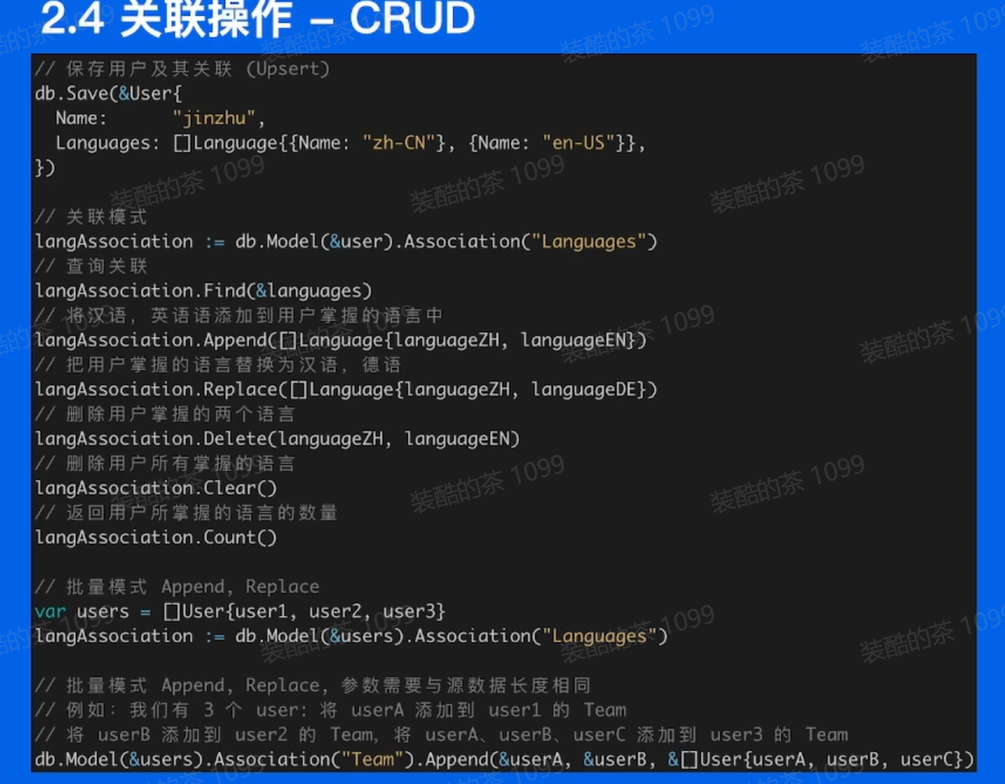 2.4 关联操作 - CRUD
// 保存用户及其关联 (Upsert)
db.Save(&User{
  Name:      "jinzhu",
  Languages: []Language{{Name: "zh-CN"}, {Name: "en-US"}},
})
// 关联模式
langAssociation := db.Model(&user).Association("Languages")
// 查询关联
langAssociation.Find(&languages)
// 将汉语, 英语语添加到用户掌握的语言中
langAssociation.Append([]Language{languageZH, languageEN})
// 把用户掌握的语言替换为汉语, 德语
langAssociation.Replace([]Language{languageZH, languageDE})
// 删除用户掌握的两个语言
langAssociation.Delete(languageZH, languageEN)
// 删除用户所有掌握的语言
langAssociation.Clear()
// 返回用户所掌握的语言的数量
langAssociation.Count()
// 批量模式 Append, Replace
var users = []User{user1, user2, user3}
langAssociation := db.Model(&users).Association("Languages")
// 批量模式 Append, Replace, 参数需要与源数据长度相同
// 例如: 我们有 3 个 user: 将 userA 添加到 user1 的 Team
// 将 userB 添加到 user2 的 Team, 将 userA、userB、userC 添加到 user3 的 Team
db.Model(&users).Association("Team").Append(&userA, &userB, &[]User{userA, userB, userC})
装酷的茶 1099